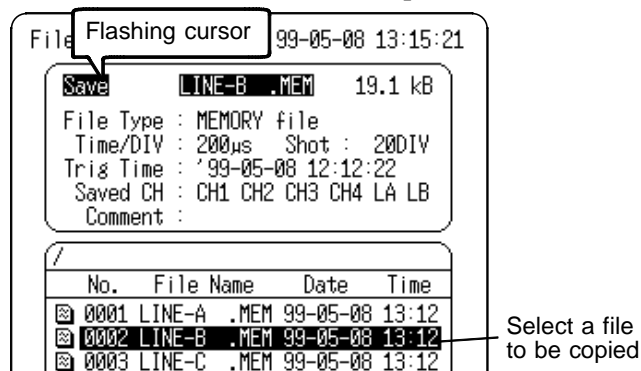 Flashing cursor
File 99-05-08 13:15:21
Save LINE-B .MEM 19.1 kB
File Type : MEMORY file
Time/DIV : 200µs Shot : 20DIV
Trig Time : '99-05-08 12:12:22
Saved CH : CH1 CH2 CH3 CH4 LA LB
Comment :
/
No. File Name Date Time
0001 LINE-A .MEM 99-05-08 13:12
0002 LINE-B .MEM 99-05-08 13:12
0003 LINE-C .MEM 99-05-08 13:12
Select a file
to be copied